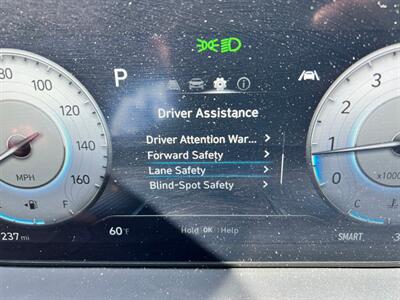 P
Driver Assistance
Driver Attention War...
Forward Safety
Lane Safety
Blind-Spot Safety
Hold OK : Help
80 100 120 140 160
MPH
237 mi
60°F
3 2 1 0
x1000
C
SMART